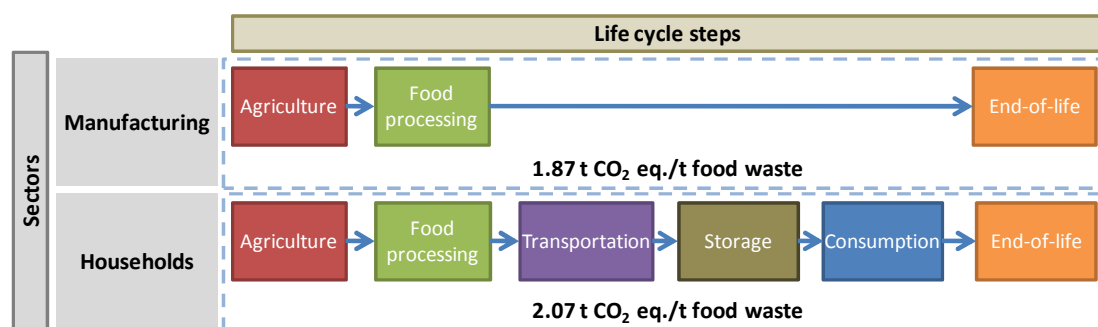 Life cycle steps
Sectors
Manufacturing
Agriculture
Food
processing
End-of-life
1.87 t CO₂ eq./t food waste
Households
Agriculture
Food
processing
Transportation
Storage
Consumption
End-of-life
2.07 t CO₂ eq./t food waste